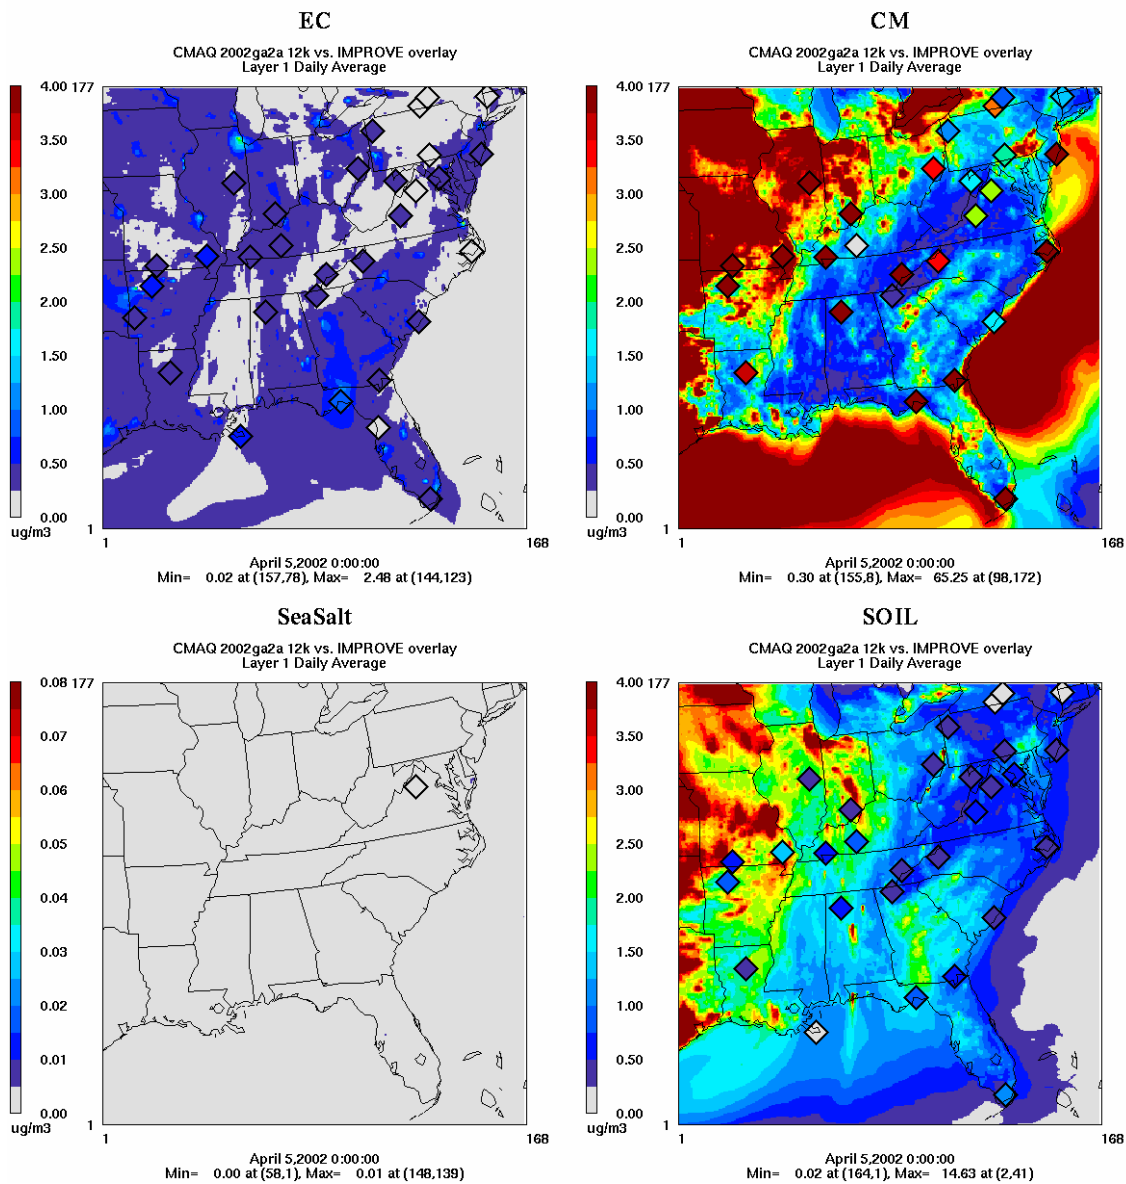 EC
CMAQ 2002ga2a 12k vs. IMPROVE overlay
Layer 1 Daily Average
4.00 177
3.50
3.00
2.50
2.00
1.50
1.00
0.50
0.00
ug/m3
1
1 168
April 5,2002 0:00:00
Min= 0.02 at (157,78), Max= 2.48 at (144,123)
CM
CMAQ 2002ga2a 12k vs. IMPROVE overlay
Layer 1 Daily Average
4.00 177
3.50
3.00
2.50
2.00
1.50
1.00
0.50
0.00
ug/m3
1
1 168
April 5,2002 0:00:00
Min= 0.30 at (155,8), Max= 65.25 at (98,172)
SeaSalt
CMAQ 2002ga2a 12k vs. IMPROVE overlay
Layer 1 Daily Average
0.08 177
0.07
0.06
0.05
0.04
0.03
0.02
0.01
0.00
ug/m3
1
1 168
April 5,2002 0:00:00
Min= 0.00 at (58,1), Max= 0.01 at (148,139)
SOIL
CMAQ 2002ga2a 12k vs. IMPROVE overlay
Layer 1 Daily Average
4.00 177
3.50
3.00
2.50
2.00
1.50
1.00
0.50
0.00
ug/m3
1
1 168
April 5,2002 0:00:00
Min= 0.02 at (164,1), Max= 14.63 at (2,41)